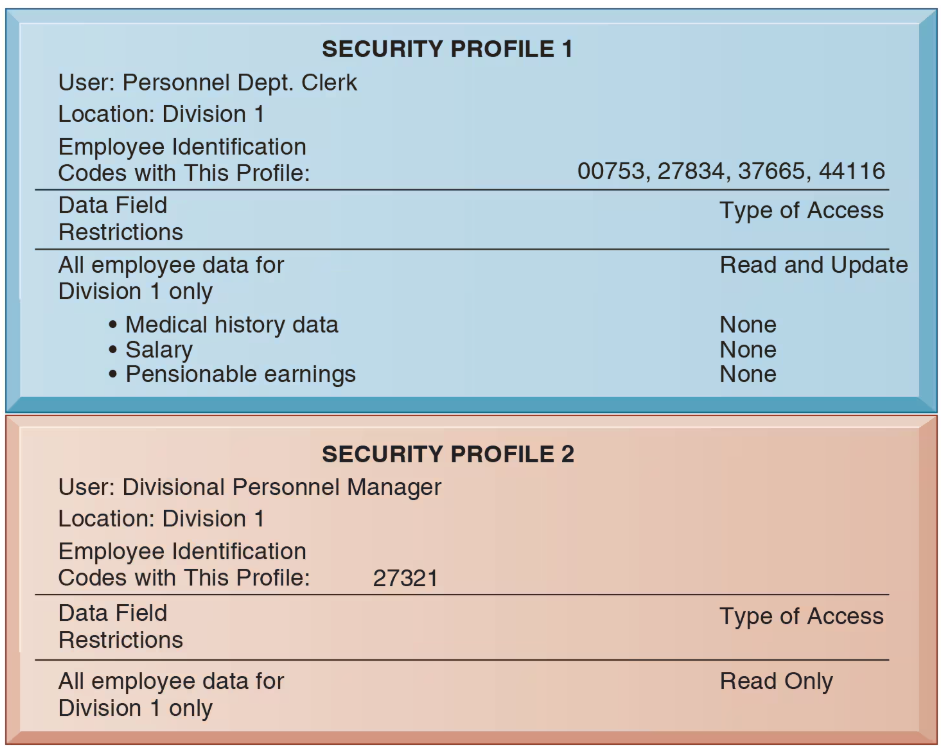 SECURITY PROFILE 1
User: Personnel Dept. Clerk
Location: Division 1
Employee Identification
Codes with This Profile: 00753, 27834, 37665, 44116
Data Field
Restrictions
Type of Access
All employee data for
Division 1 only
Read and Update
• Medical history data None
• Salary None
• Pensionable earnings None
SECURITY PROFILE 2
User: Divisional Personnel Manager
Location: Division 1
Employee Identification
Codes with This Profile: 27321
Data Field
Restrictions
Type of Access
All employee data for
Division 1 only
Read Only